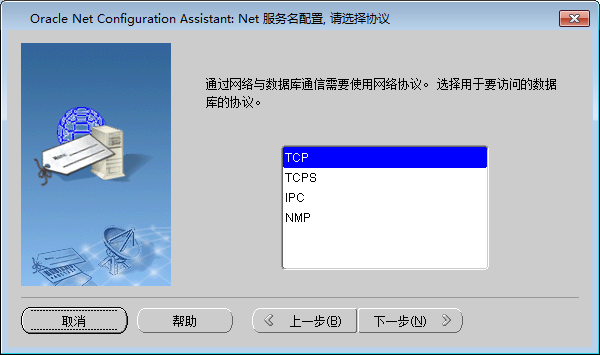 Oracle Net Configuration Assistant: Net 服务名配置, 请选择协议
通过网络与数据库通信需要使用网络协议。 选择用于要访问的数据
库的协议。
TCP
TCPS
IPC
NMP
取消
帮助
上一步(B)
下一步(N)